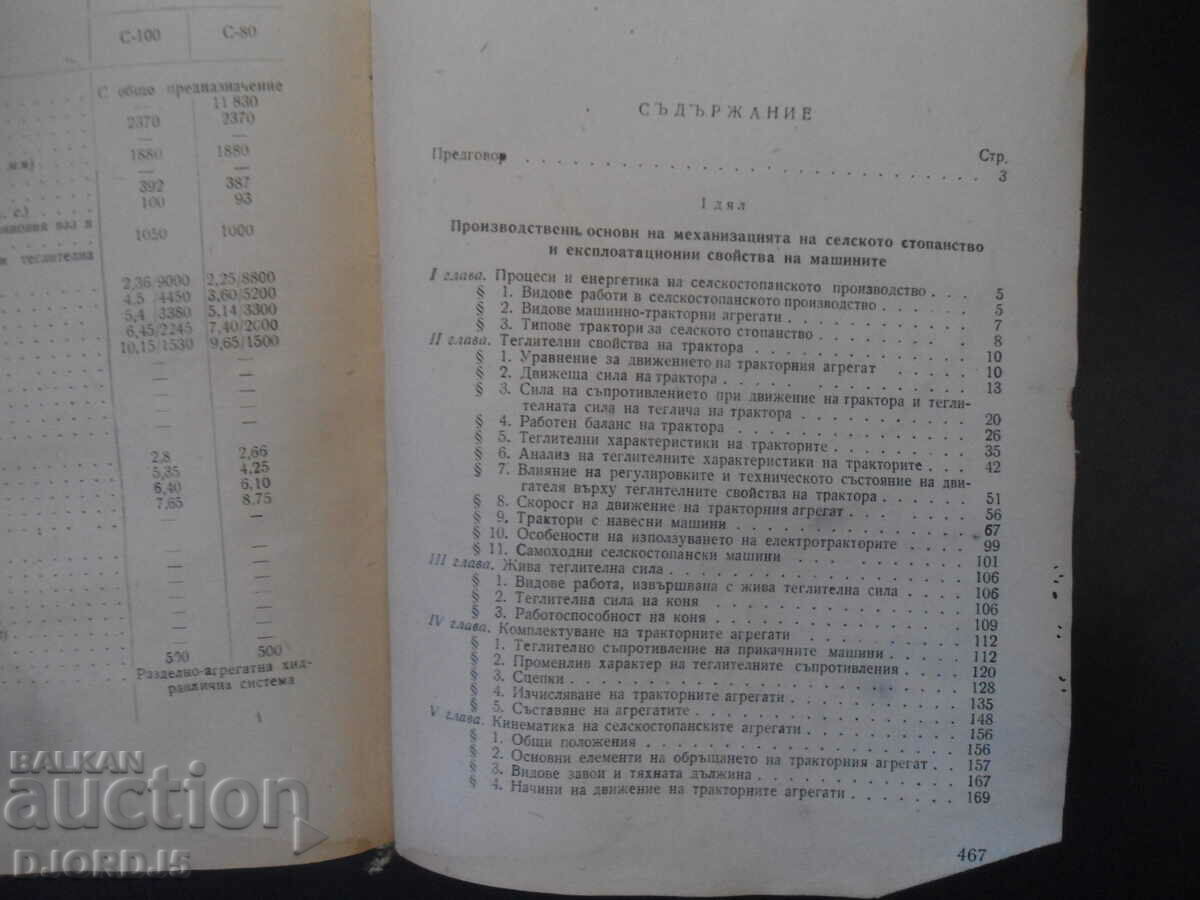 С-100 С-80
С общо предназначение
— 11 830
2370 2370
— —
мм) 1880 1880
— —
392 387
100 93
. с.)
1050 1000
и теглителна
2,36/9000 2,25/8800
4,5 / 4450 3,60/5200
5,4 / 3380 5,14/3300
6,45/2245 7,40/2000
10,15/1530 9,65/1500
— —
— —
— —
— —
2,8 2,66
5,35 4,25
6,40 6,10
7,65 8,75
— —
— —
— —
— —
— —
— —
— —
500 500
Разделно-агрегатна хид-
различна система
СЪДЪРЖАНИЕ
Стр.
Предговор . . . 3
I дял
Производствени основи на механизацията на селското стопанство
и експлоатационни свойства на машините
I глава. Процеси и енергетика на селскостопанското производство . . . 5
§ 1. Видове работи в селскостопанското производство . . . 5
§ 2. Видове машинно-тракторни агрегати . . . 7
§ 3. Типове трактори за селското стопанство . . . 8
II глава. Теглителни свойства на трактора . . . 10
§ 1. Уравнение за движението на тракторния агрегат . . . 10
§ 2. Движеща сила на трактора . . . 13
§ 3. Сила на съпротивлението при движение на трактора и тегли-
телната сила на теглича на трактора . . . 20
§ 4. Работен баланс на трактора . . . 26
§ 5. Теглителни характеристики на тракторите . . . 35
§ 6. Анализ на теглителните характеристики на тракторите . . . 42
§ 7. Влияние на регулировките и техническото състояние на дви-
гателя върху теглителните свойства на трактора . . . 51
§ 8. Скорост на движение на тракторния агрегат . . . 56
§ 9. Трактори с навесни машини . . . 67
§ 10. Особености на използуването на електротракторите . . . 99
§ 11. Самоходни селскостопански машини . . . 101
III глава. Жива теглителна сила . . . 106
§ 1. Видове работа, извършвана с жива теглителна сила . . . 106
§ 2. Теглителна сила на коня . . . 106
§ 3. Работоспособност на коня . . . 109
IV глава. Комплектуване на тракторните агрегати . . . 112
§ 1. Теглително съпротивление на прикачните машини . . . 112
§ 2. Променлив характер на теглителните съпротивления . . . 120
§ 3. Сцепки . . . 128
§ 4. Изчисляване на тракторните агрегати . . . 135
§ 5. Съставяне на агрегатите . . . 148
V глава. Кинематика на селскостопанските агрегати . . . 156
§ 1. Общи положения . . . 156
§ 2. Основни елементи на обръщането на тракторния агрегат . . . 157
§ 3. Видове завои и тяхната дължина . . . 167
§ 4. Начини на движение на тракторните агрегати . . . 169
467
BALKAN
auction
D.JORD.J5